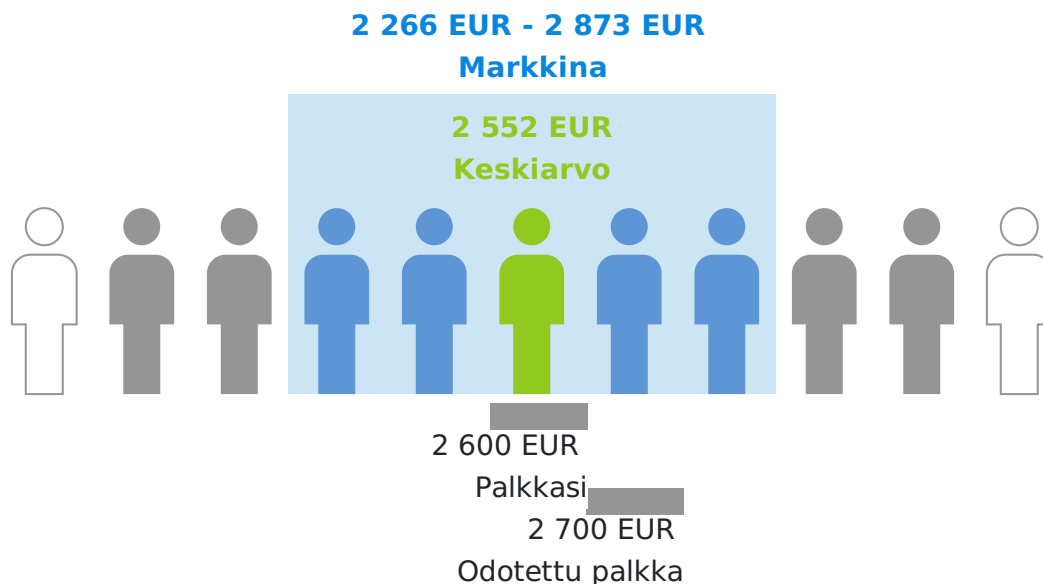 2 266 EUR - 2 873 EUR
Markkina
2 552 EUR
Keskiarvo
2 600 EUR
Palkkasi
2 700 EUR
Odotettu palkka